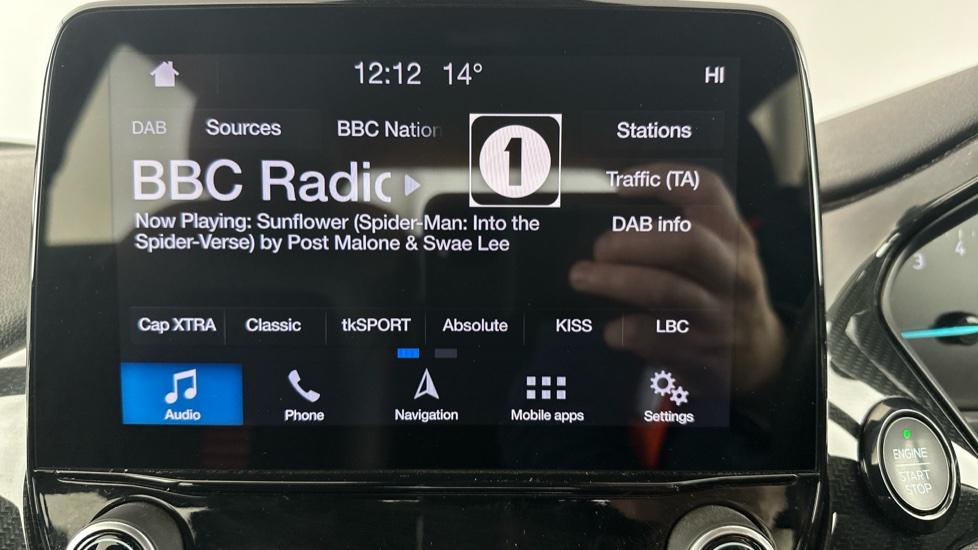 12:12 14° HI
DAB Sources BBC Nation Stations
1
BBC Radic Traffic (TA)
Now Playing: Sunflower (Spider-Man: Into the DAB info
Spider-Verse) by Post Malone & Swae Lee
Cap XTRA Classic tkSPORT Absolute KISS LBC
Audio Phone Navigation Mobile apps Settings
3 4
ENGINE
START
STOP